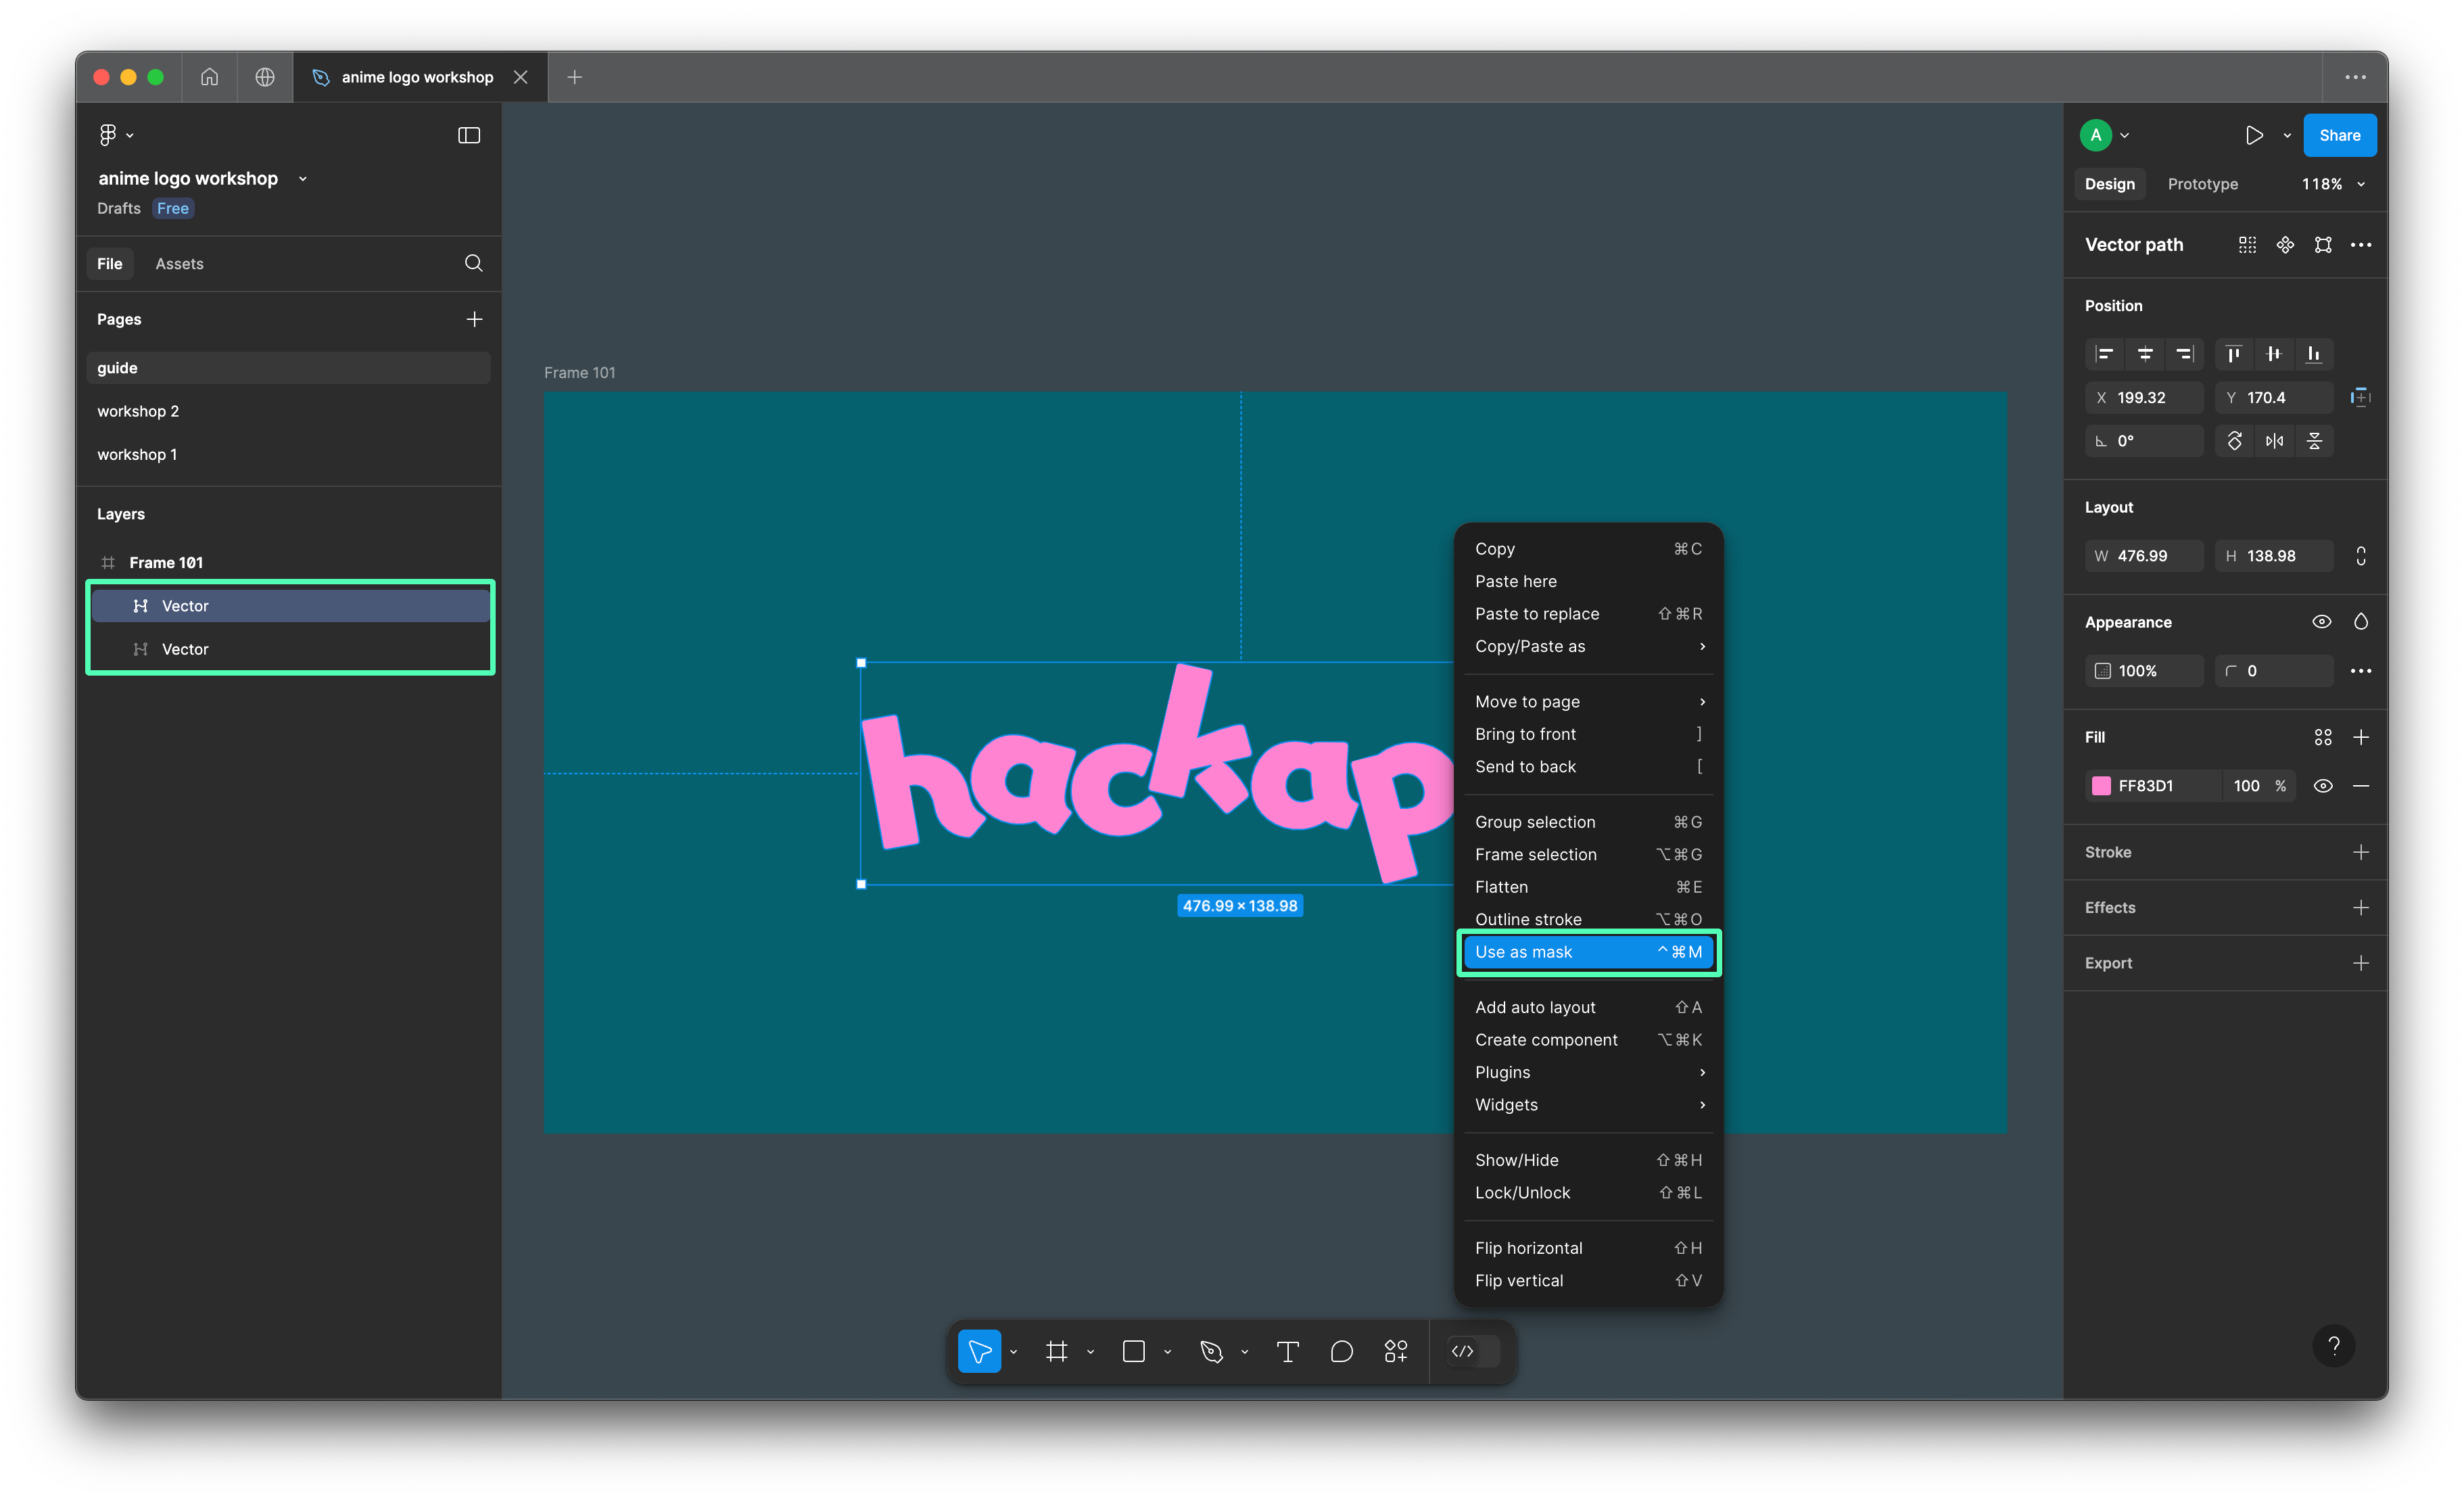 anime logo workshop
anime logo workshop
Drafts Free
File Assets
Pages
guide
workshop 2
workshop 1
Layers
Frame 101
Vector
Vector
Frame 101
hackap
476.99 × 138.98
Copy ⌘C
Paste here
Paste to replace ⇧⌘R
Copy/Paste as
Move to page
Bring to front ]
Send to back [
Group selection ⌘G
Frame selection ⌥⌘G
Flatten ⌘E
Outline stroke ⌥⌘O
Use as mask ^⌘M
Add auto layout ⇧A
Create component ⌥⌘K
Plugins
Widgets
Show/Hide ⇧⌘H
Lock/Unlock ⇧⌘L
Flip horizontal ⇧H
Flip vertical ⇧V
A Share
Design Prototype 118%
Vector path
Position
X 199.32 Y 170.4
0°
Layout
W 476.99 H 138.98
Appearance
100% 0
Fill
FF83D1 100 %
Stroke
Effects
Export
?